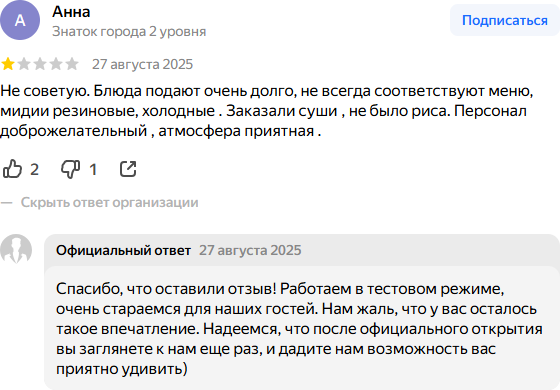 А
Анна
Знаток города 2 уровня
Подписаться
27 августа 2025
Не советую. Блюда подают очень долго, не всегда соответствуют меню,
мидии резиновые, холодные . Заказали суши , не было риса. Персонал
доброжелательный , атмосфера приятная .
2
1
— Скрыть ответ организации
Официальный ответ 27 августа 2025
Спасибо, что оставили отзыв! Работаем в тестовом режиме,
очень стараемся для наших гостей. Нам жаль, что у вас осталось
такое впечатление. Надеемся, что после официального открытия
вы заглянете к нам еще раз, и дадите нам возможность вас
приятно удивить)